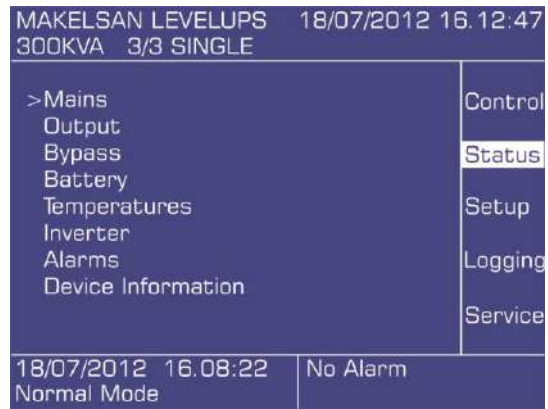 MAKELSAN LEVELUPS 18/07/2012 16.12:47
300KVA 3/3 SINGLE
>Mains
Output
Bypass
Battery
Temperatures
Inverter
Alarms
Device Information
Control
Status
Setup
Logging
Service
18/07/2012 16.08:22
Normal Mode
No Alarm